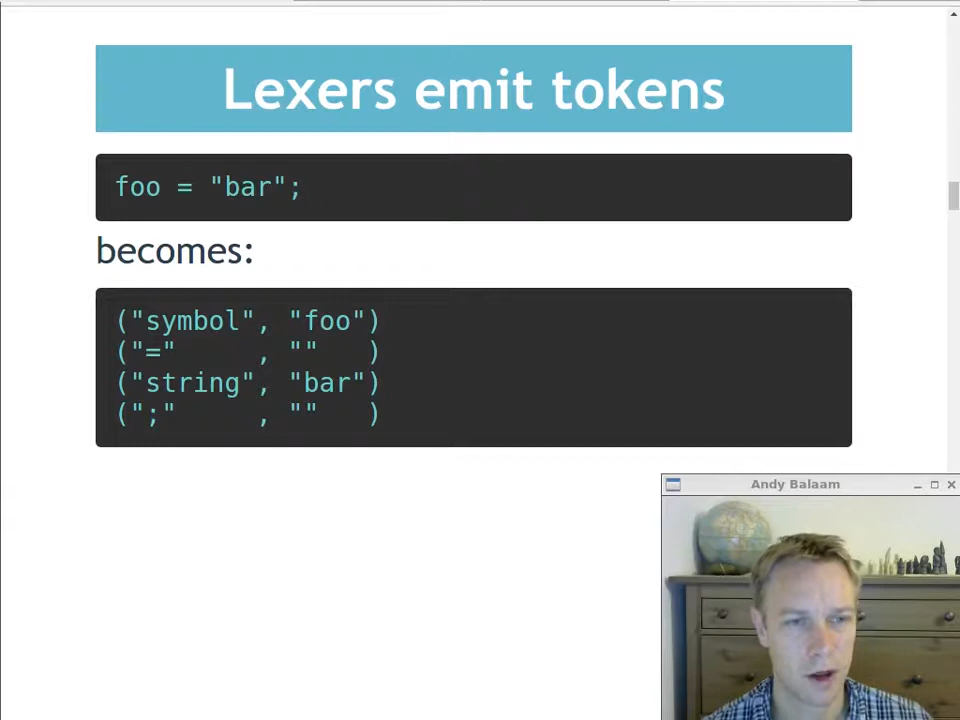 Lexers emit tokens
foo = "bar";
becomes:
("symbol", "foo")
("="     , ""   )
("string", "bar")
(";"     , ""   )
Andy Balaam